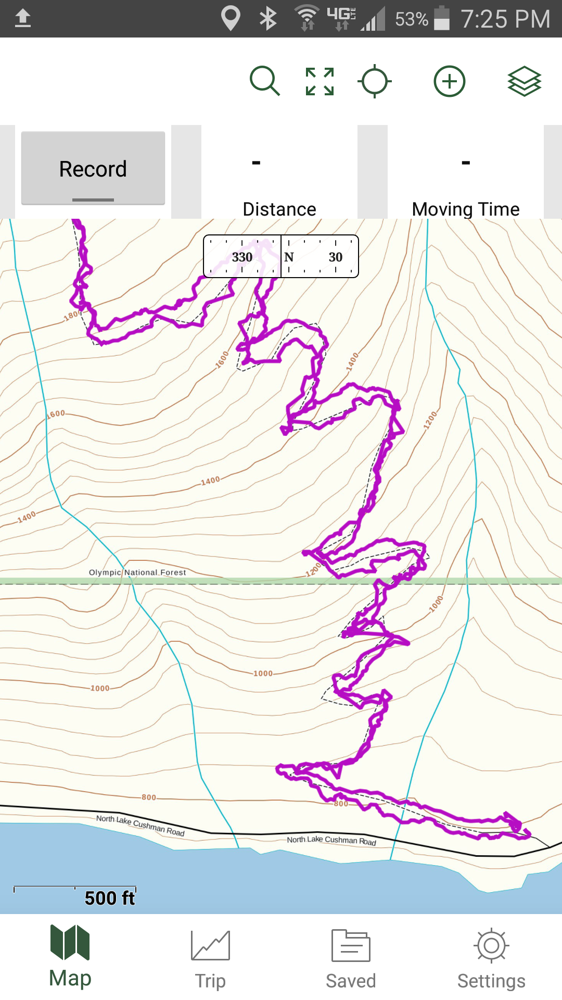 4G LTE 53% 7:25 PM
Record
-
Distance
-
Moving Time
330 N 30
1800
1600
1400
1600
1200
1400
1400
1200
Olympic National Forest
1000
1000
1000
800
800
North Lake Cushman Road
North Lake Cushman Road
500 ft
Map
Trip
Saved
Settings